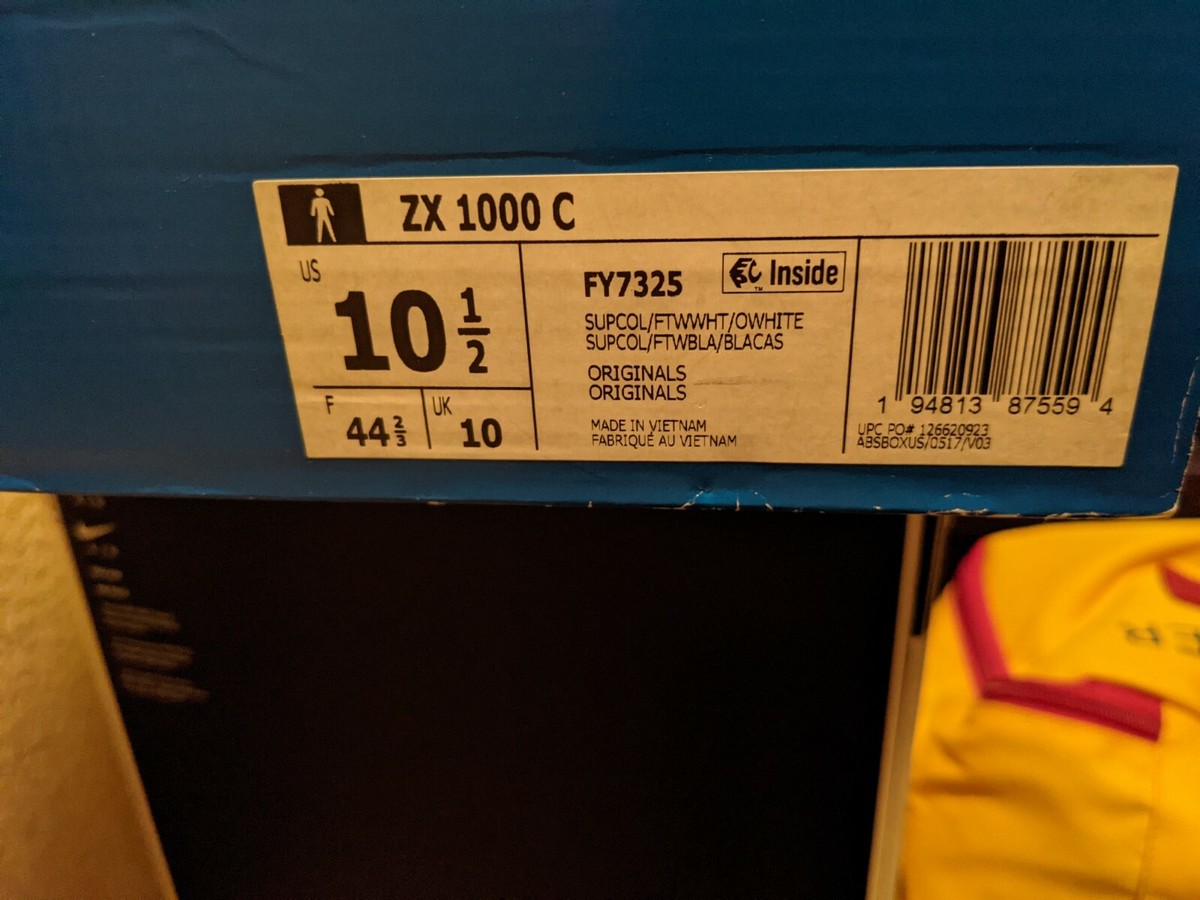 ZX 1000 C
US
10 1/2
F
44 2/3
UK
10
FY7325
Inside
SUPCOL/FTWWHT/OWHITE
SUPCOL/FTWBLA/BLACAS
ORIGINALS
ORIGINALS
MADE IN VIETNAM
FABRIQUÉ AU VIETNAM
1 94813 87559 4
UPC PO# 126620923
ABSBOXUS/0517/V03